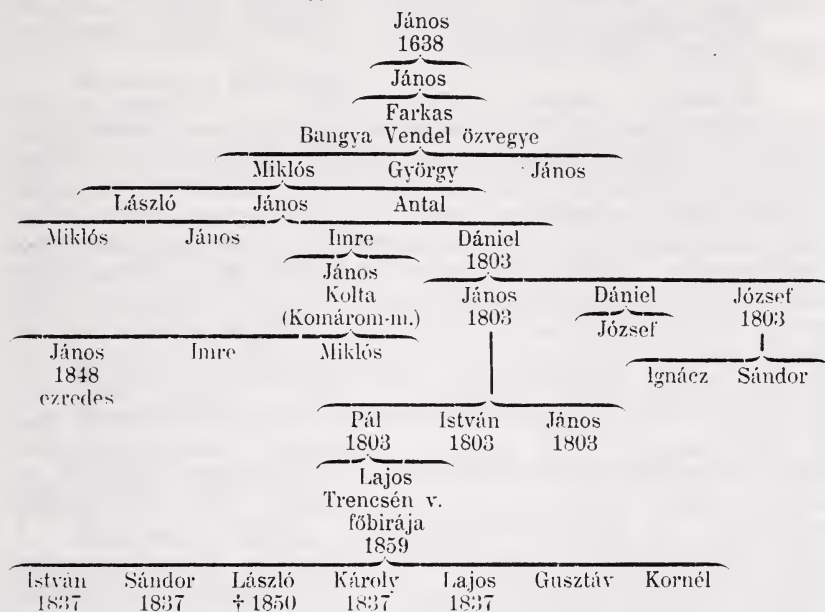 János
1638
János
Farkas
Bangya Vendel özvegye
Miklós György János
László János Antal
Miklós János Imre Dániel
1803
János
Kolta
(Komárom-m.)
János Dániel József
1803 József 1803
János Imre Miklós
1848
ezredes
Ignácz Sándor
Pál István János
1803 1803 1803
Lajos
Trencsén v.
főbirája
1859
István Sándor László Károly Lajos Gusztáv Kornél
1837 1837 † 1850 1837 1837